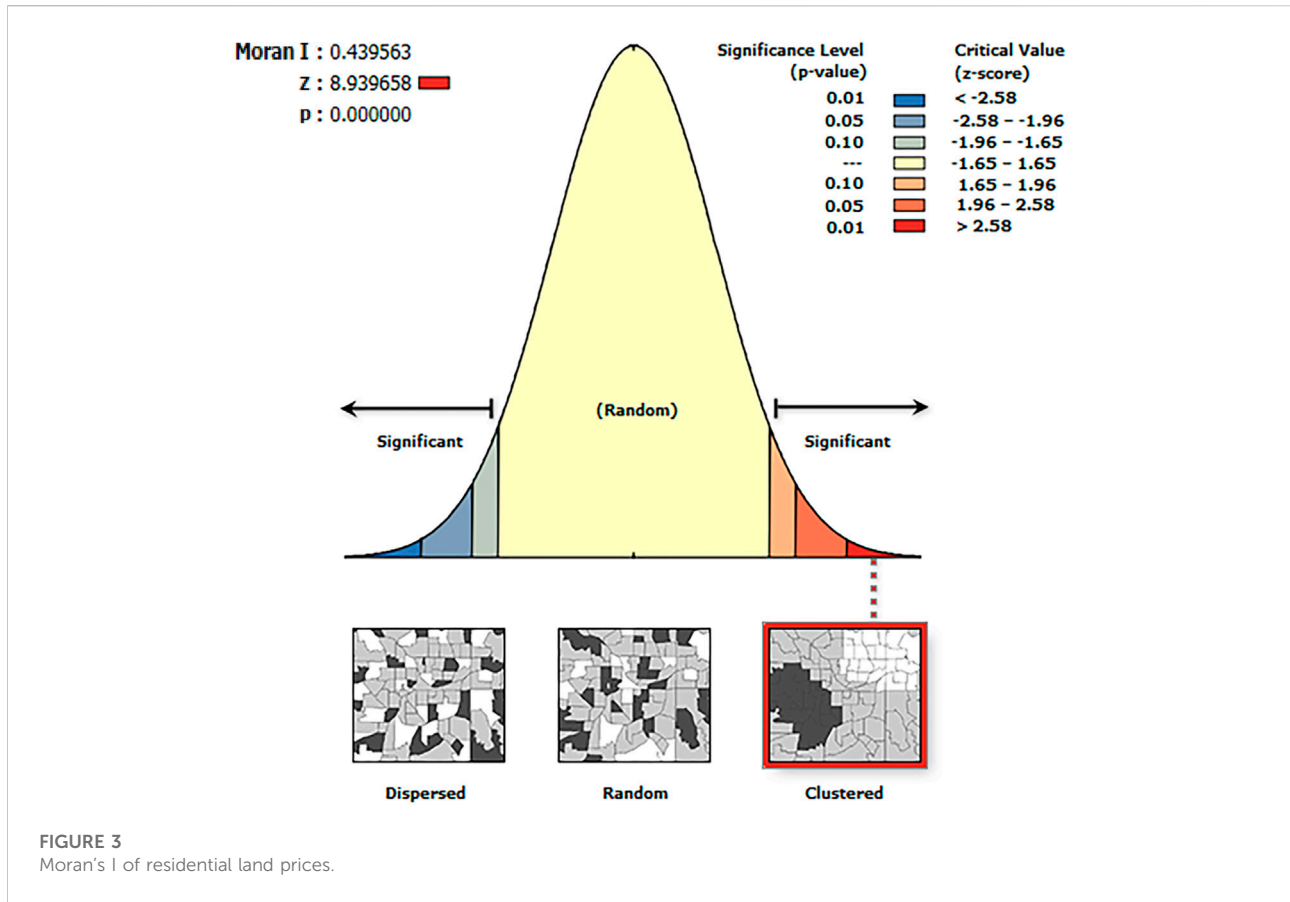 Moran I : 0.439563
Z : 8.939658
p : 0.000000
Significance Level (p-value)
Critical Value (z-score)
0.01 < -2.58
0.05 -2.58 – -1.96
0.10 -1.96 – -1.65
--- -1.65 – 1.65
0.10 1.65 – 1.96
0.05 1.96 – 2.58
0.01 > 2.58
(Random)
Significant
Significant
Dispersed
Random
Clustered
FIGURE 3
Moran's I of residential land prices.